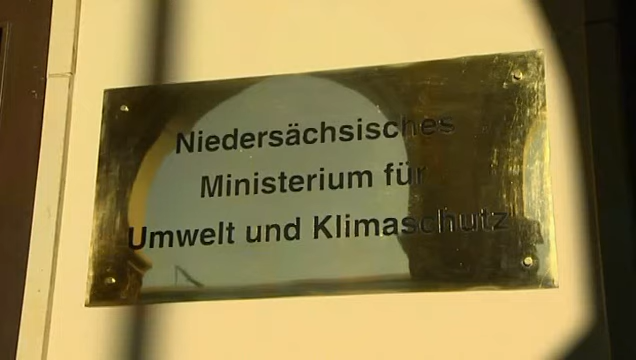 Niedersächsisches
Ministerium für
Umwelt und Klimaschutz